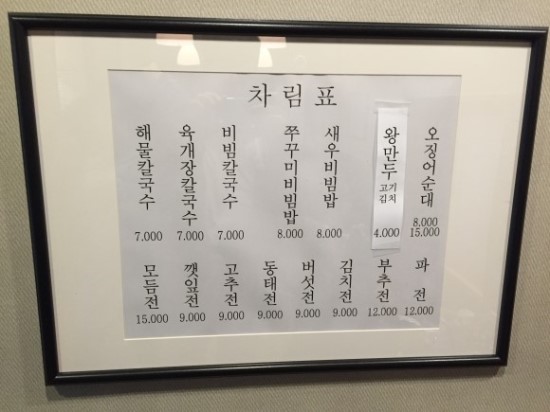 차림표
해물칼국수 7.000
육개장칼국수 7.000
비빔칼국수 7.000
쭈꾸미비빔밥 8.000
새우비빔밥 8.000
왕만두 고기 김치 4.000
오징어순대 8.000 15.000
모듬전 15.000
깻잎전 9.000
고추전 9.000
동태전 9.000
버섯전 9.000
김치전 9.000
부추전 12.000
파전 12.000